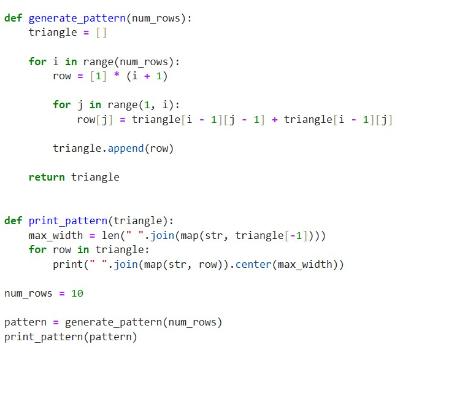 def generate_pattern(num_rows):
    triangle = []

    for i in range(num_rows):
        row = [1] * (i + 1)

        for j in range(1, i):
            row[j] = triangle[i - 1][j - 1] + triangle[i - 1][j]

        triangle.append(row)

    return triangle


def print_pattern(triangle):
    max_width = len(" ".join(map(str, triangle[-1])))
    for row in triangle:
        print(" ".join(map(str, row)).center(max_width))

num_rows = 10

pattern = generate_pattern(num_rows)
print_pattern(pattern)